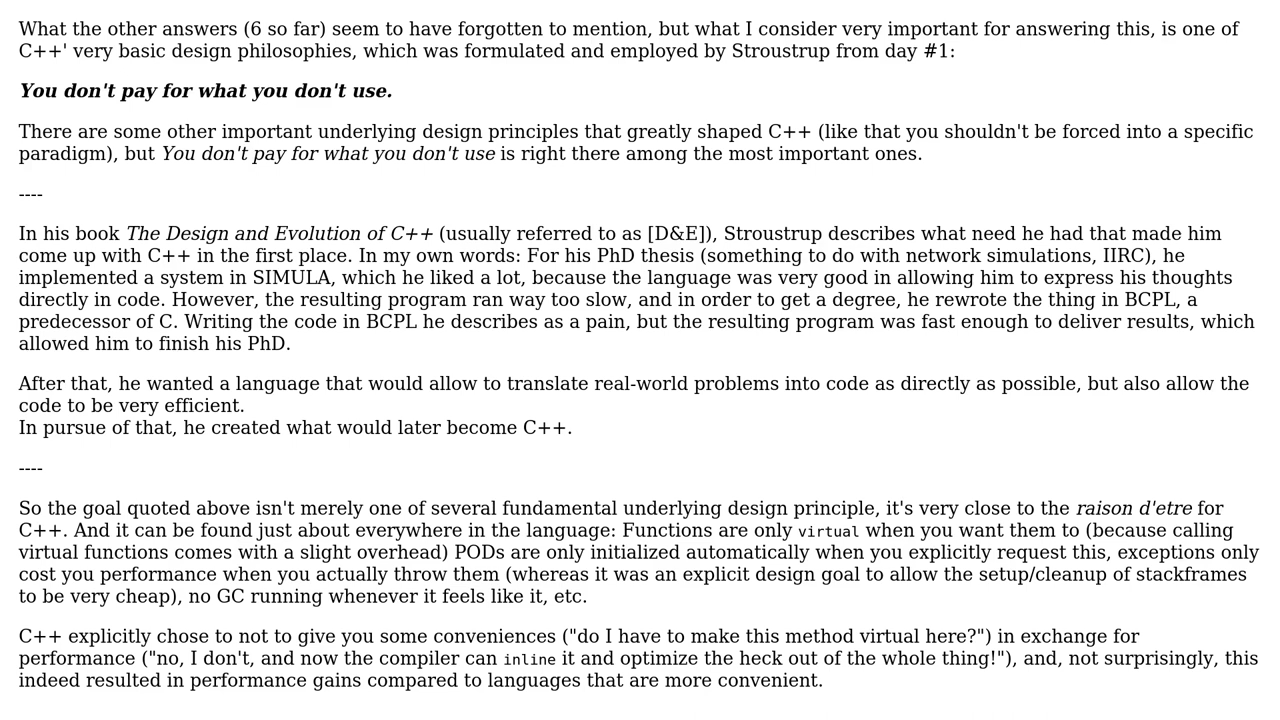 What the other answers (6 so far) seem to have forgotten to mention, but what I consider very important for answering this, is one of
C++' very basic design philosophies, which was formulated and employed by Stroustrup from day #1:
You don't pay for what you don't use.
There are some other important underlying design principles that greatly shaped C++ (like that you shouldn't be forced into a specific
paradigm), but You don't pay for what you don't use is right there among the most important ones.
----
In his book The Design and Evolution of C++ (usually referred to as [D&E]), Stroustrup describes what need he had that made him
come up with C++ in the first place. In my own words: For his PhD thesis (something to do with network simulations, IIRC), he
implemented a system in SIMULA, which he liked a lot, because the language was very good in allowing him to express his thoughts
directly in code. However, the resulting program ran way too slow, and in order to get a degree, he rewrote the thing in BCPL, a
predecessor of C. Writing the code in BCPL he describes as a pain, but the resulting program was fast enough to deliver results, which
allowed him to finish his PhD.
After that, he wanted a language that would allow to translate real-world problems into code as directly as possible, but also allow the
code to be very efficient.
In pursue of that, he created what would later become C++.
----
So the goal quoted above isn't merely one of several fundamental underlying design principle, it's very close to the raison d'etre for
C++. And it can be found just about everywhere in the language: Functions are only virtual when you want them to (because calling
virtual functions comes with a slight overhead) PODs are only initialized automatically when you explicitly request this, exceptions only
cost you performance when you actually throw them (whereas it was an explicit design goal to allow the setup/cleanup of stackframes
to be very cheap), no GC running whenever it feels like it, etc.
C++ explicitly chose to not to give you some conveniences ("do I have to make this method virtual here?") in exchange for
performance ("no, I don't, and now the compiler can inline it and optimize the heck out of the whole thing!"), and, not surprisingly, this
indeed resulted in performance gains compared to languages that are more convenient.